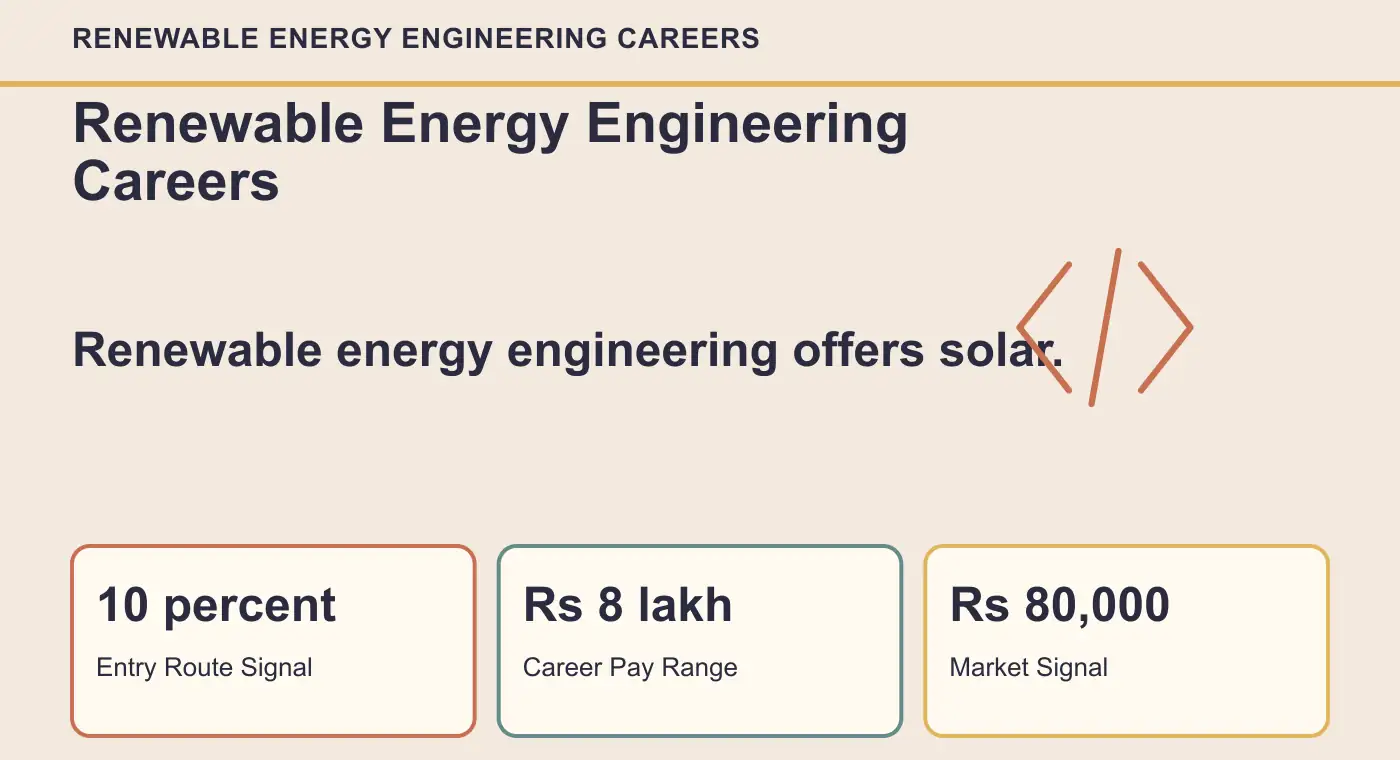 RENEWABLE ENERGY ENGINEERING CAREERS
Renewable Energy Engineering
Careers
Renewable energy engineering offers solar.
10 percent
Entry Route Signal
Rs 8 lakh
Career Pay Range
Rs 80,000
Market Signal